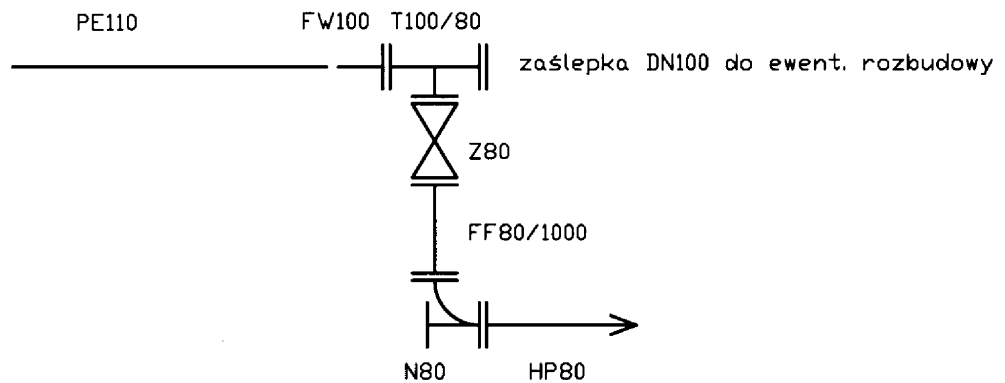 PE110
FW100
T100/80
zaślepka DN100 do ewent. rozbudowy
Z80
FF80/1000
N80
HP80